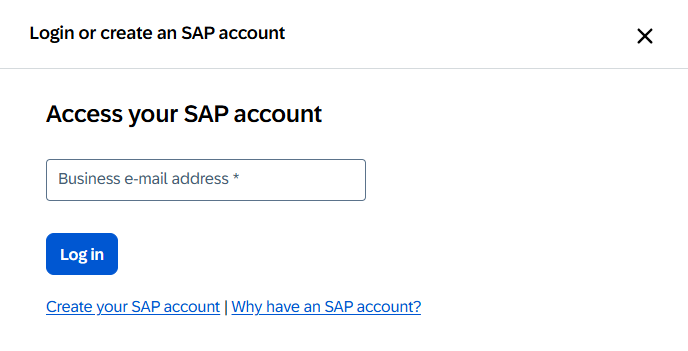 Login or create an SAP account
Access your SAP account
Business e-mail address *
Log in
Create your SAP account | Why have an SAP account?